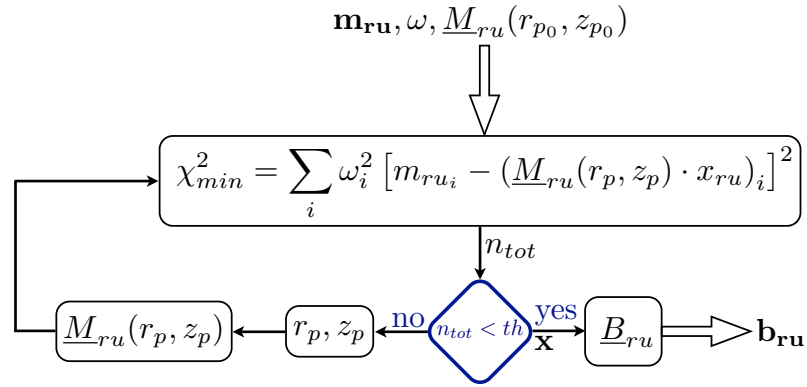 m_ru, ω, M_ru(r_p0, z_p0)
χ²_min = ∑_i ω_i² [m_ru_i − (M_ru(r_p, z_p) · x_ru)_i]²
n_tot
M_ru(r_p, z_p)
r_p, z_p
no
n_tot < th
yes
x
B_ru
b_ru